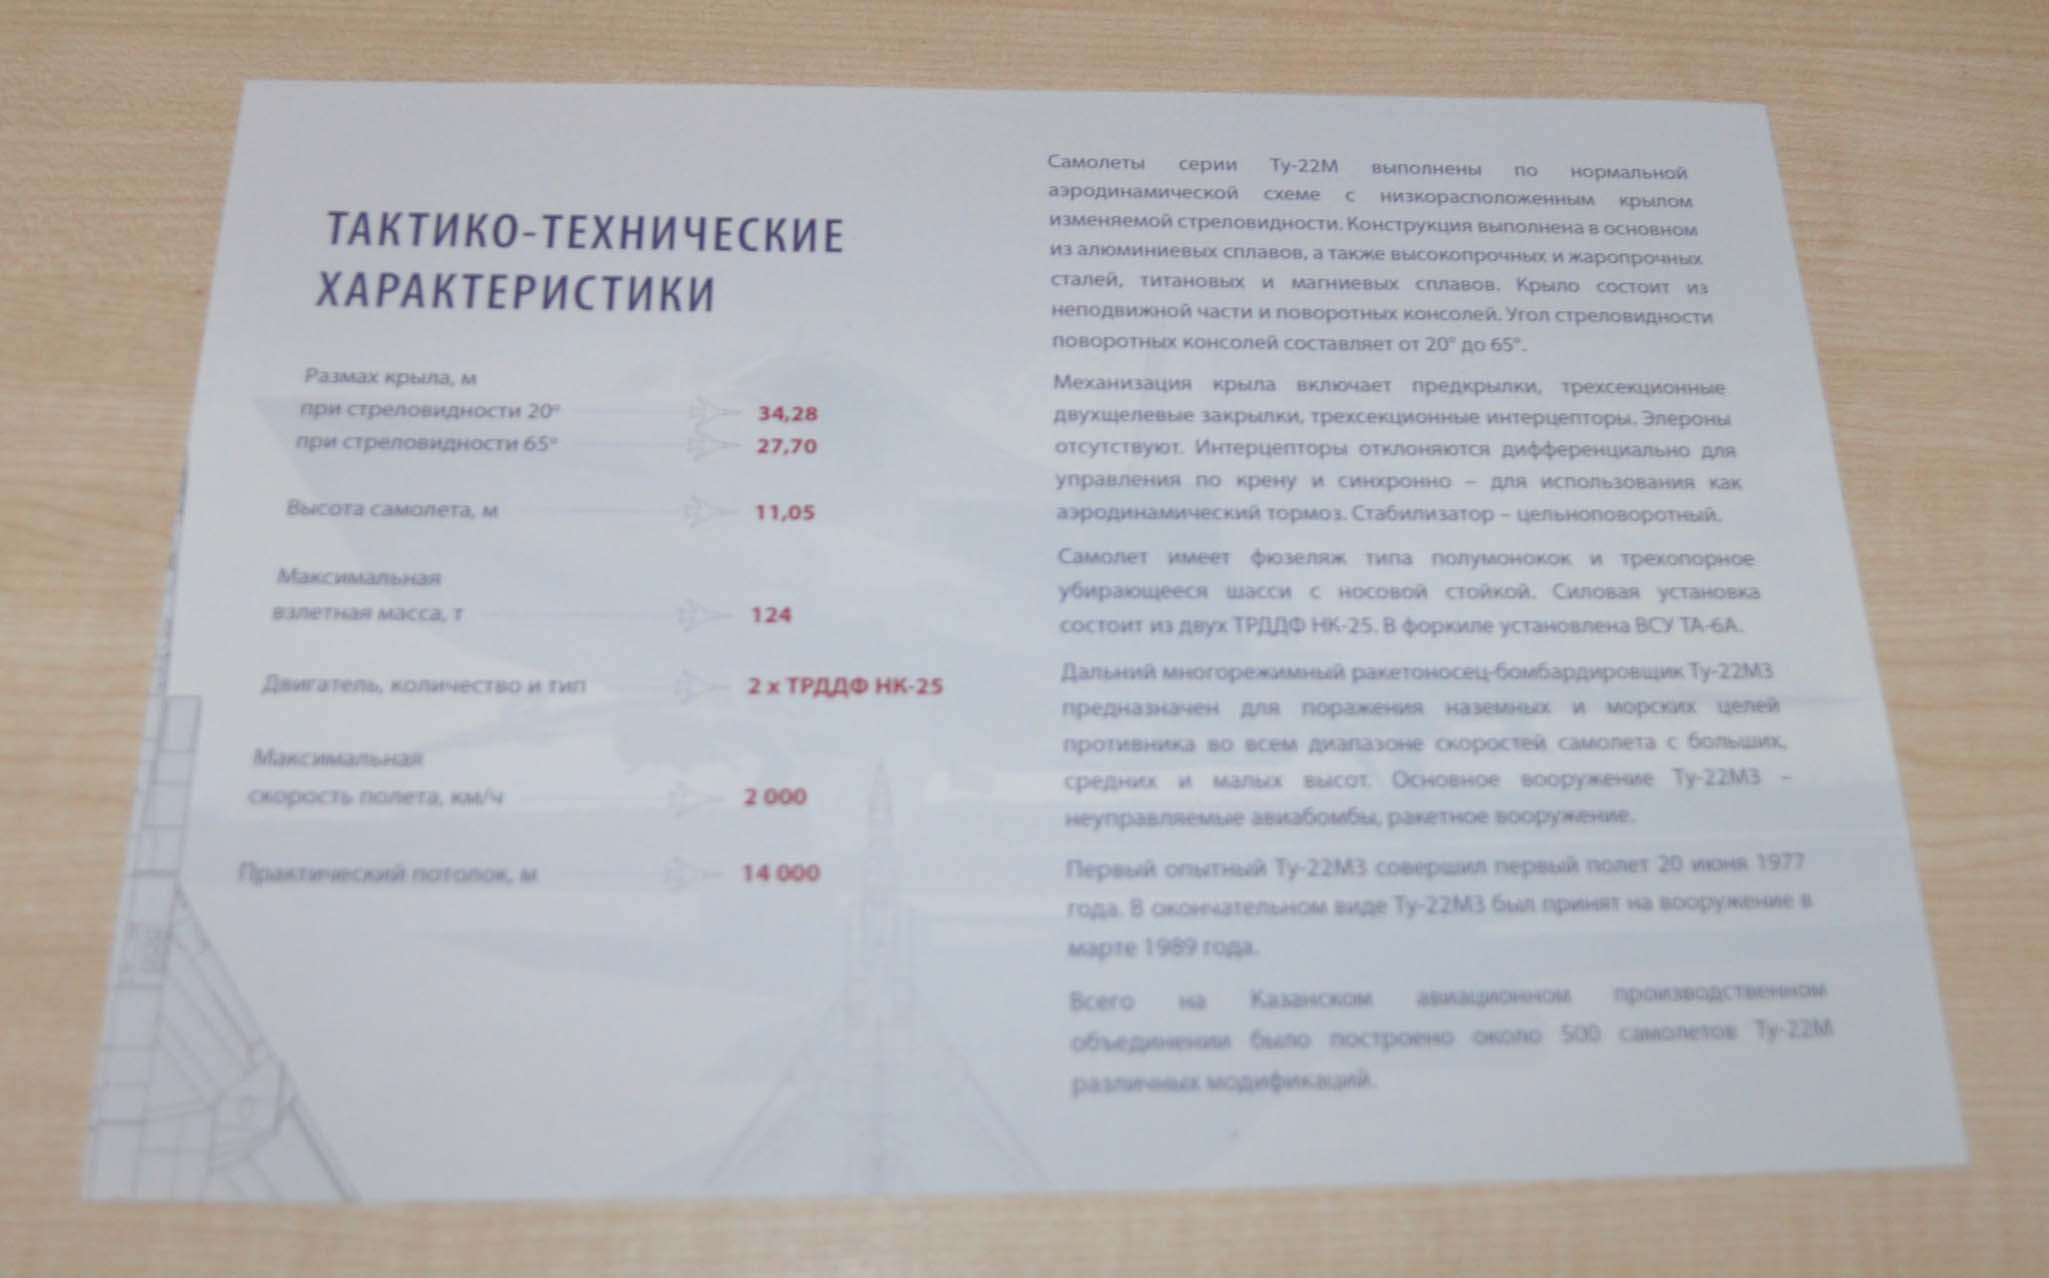 ТАКТИКО-ТЕХНИЧЕСКИЕ
ХАРАКТЕРИСТИКИ
Размах крыла, м
при стреловидности 20° 34,28
при стреловидности 65° 27,70
Высота самолета, м 11,05
Максимальная
взлетная масса, т 124
Двигатель, количество и тип 2 х ТРДДФ НК-25
Максимальная
скорость полета, км/ч 2 000
Практический потолок, м 14 000
Самолеты серии Ту-22М выполнены по нормальной
аэродинамической схеме с низкорасположенным крылом
изменяемой стреловидности. Конструкция выполнена в основном
из алюминиевых сплавов, а также высокопрочных и жаропрочных
сталей, титановых и магниевых сплавов. Крыло состоит из
неподвижной части и поворотных консолей. Угол стреловидности
поворотных консолей составляет от 20° до 65°.
Механизация крыла включает предкрылки, трехсекционные
двухщелевые закрылки, трехсекционные интерцепторы. Элероны
отсутствуют. Интерцепторы отклоняются дифференциально для
управления по крену и синхронно – для использования как
аэродинамический тормоз. Стабилизатор – цельноповоротный.
Самолет имеет фюзеляж типа полумонокок и трехопорное
убирающееся шасси с носовой стойкой. Силовая установка
состоит из двух ТРДДФ НК-25. В форкиле установлена ВСУ ТА-6А.
Дальний многорежимный ракетоносец-бомбардировщик Ту-22М3
предназначен для поражения наземных и морских целей
противника во всем диапазоне скоростей самолета с больших,
средних и малых высот. Основное вооружение Ту-22М3 –
неуправляемые авиабомбы, ракетное вооружение.
Первый опытный Ту-22М3 совершил первый полет 20 июня 1977
года. В окончательном виде Ту-22М3 был принят на вооружение в
марте 1989 года.
Всего на Казанском авиационном производственном
объединении было построено около 500 самолетов Ту-22М
различных модификаций.